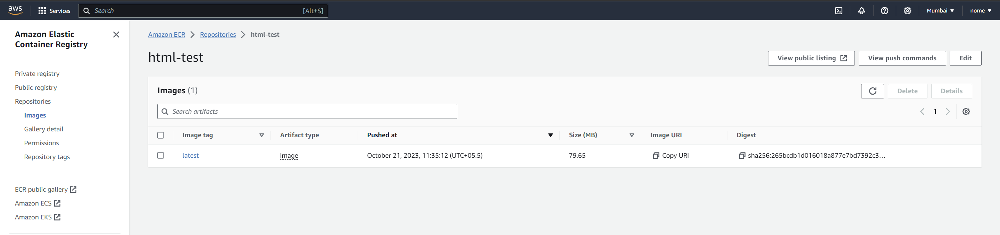 aws Services Search [Alt+S] Mumbai nome
Amazon Elastic
Container Registry
Private registry
Public registry
Repositories
Images
Gallery detail
Permissions
Repository tags
ECR public gallery
Amazon ECS
Amazon EKS
Amazon ECR Repositories html-test
html-test
View public listing View push commands Edit
Images (1)
Delete Details
Search artifacts
1
Image tag Artifact type Pushed at Size (MB) Image URI Digest
latest Image October 21, 2023, 11:35:12 (UTC+05.5) 79.65 Copy URI sha256:265bcdb1d016018a877e7bd7392c3...